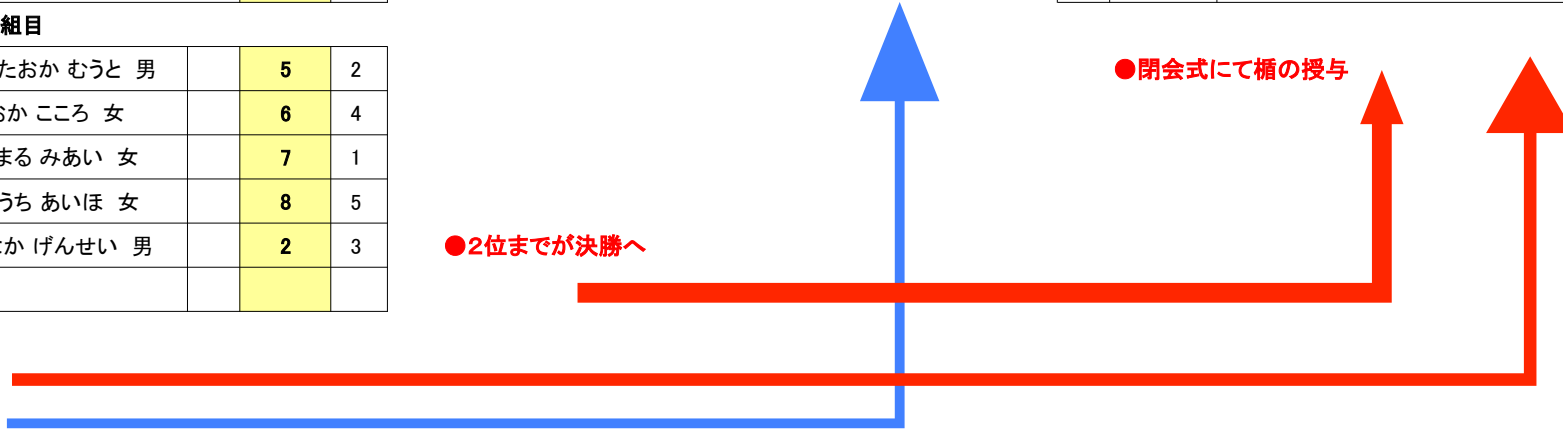 組目
たおか むうと 男 5 2
おか こころ 女 6 4
まる みあい 女 7 1
うち あいほ 女 8 5
か げんせい 男 2 3
●2位までが決勝へ
●閉会式にて楯の授与